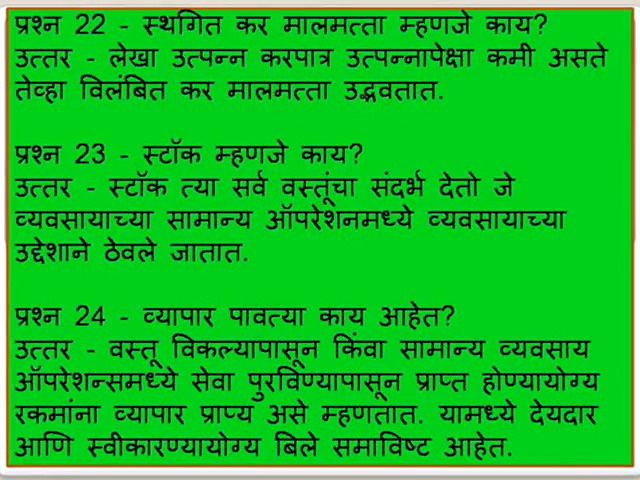 प्रश्न 22 - स्थगित कर मालमत्ता म्हणजे काय?
उत्तर - लेखा उत्पन्न करपात्र उत्पन्नापेक्षा कमी असते
तेव्हा विलंबित कर मालमत्ता उद्भवतात.
प्रश्न 23 - स्टॉक म्हणजे काय?
उत्तर - स्टॉक त्या सर्व वस्तूंचा संदर्भ देतो जे
व्यवसायाच्या सामान्य ऑपरेशनमध्ये व्यवसायाच्या
उद्देशाने ठेवले जातात.
प्रश्न 24 - व्यापार पावत्या काय आहेत?
उत्तर - वस्तू विकल्यापासून किंवा सामान्य व्यवसाय
ऑपरेशन्समध्ये सेवा पुरविण्यापासून प्राप्त होण्यायोग्य
रकमांना व्यापार प्राप्य असे म्हणतात. यामध्ये देयदार
आणि स्वीकारण्यायोग्य बिले समाविष्ट आहेत.